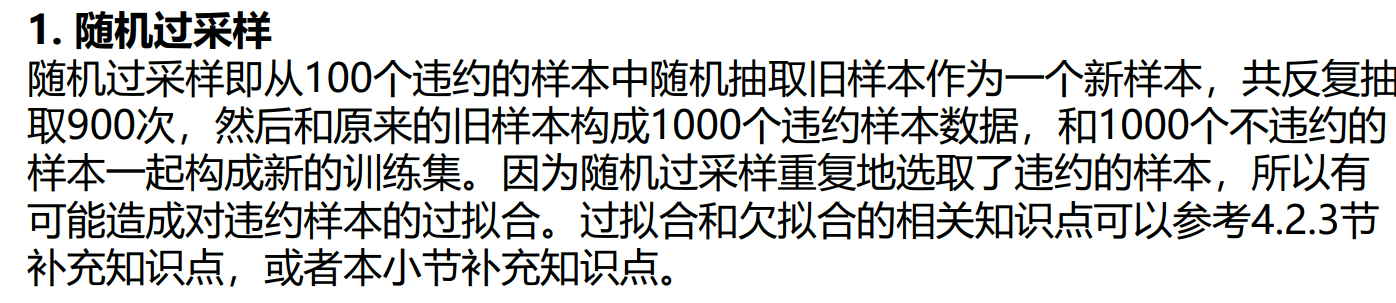 1. 随机过采样
随机过采样即从100个违约的样本中随机抽取旧样本作为一个新样本，共反复抽
取900次，然后和原来的旧样本构成1000个违约样本数据，和1000个不违约的
样本一起构成新的训练集。因为随机过采样重复地选取了违约的样本，所以有
可能造成对违约样本的过拟合。过拟合和欠拟合的相关知识点可以参考4.2.3节
补充知识点，或者本小节补充知识点。